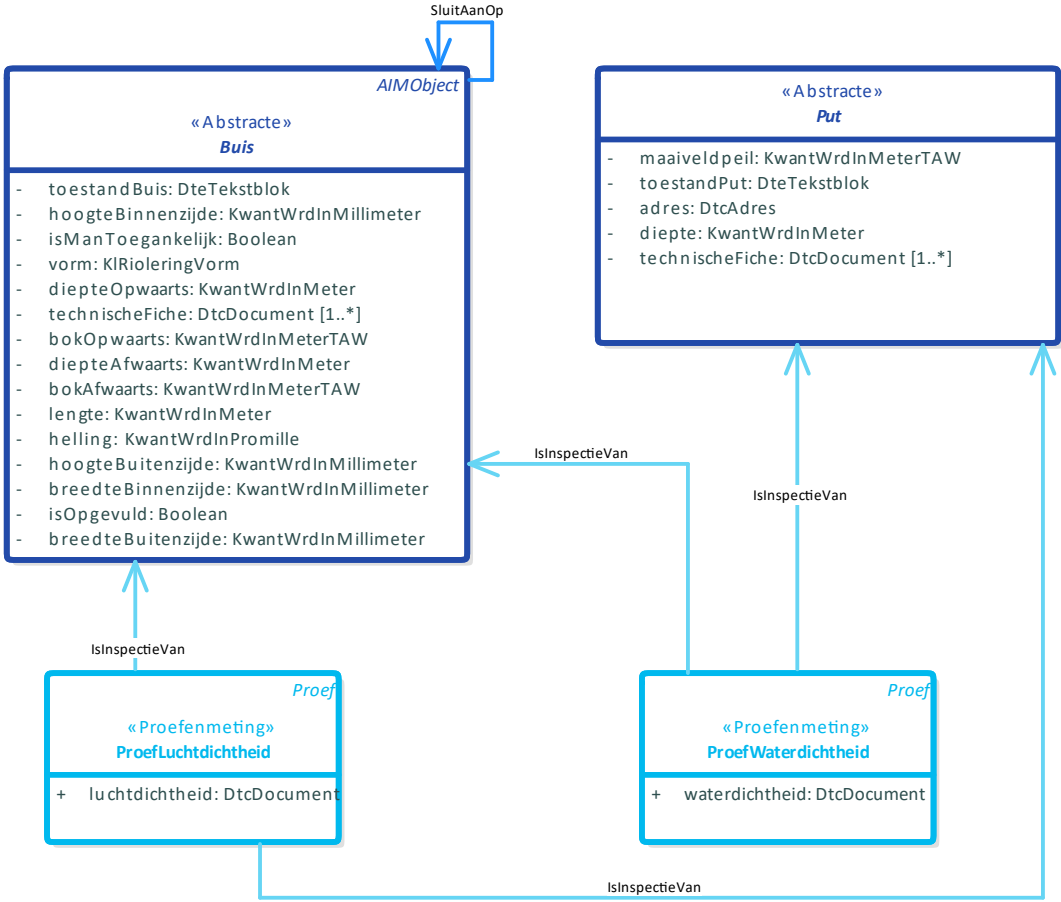 SluitAanOp
AIMObject
«Abstracte»
Buis
- toestandBuis: DteTekstblok
- hoogteBinnenzijde: KwantWrdInMillimeter
- isManToegankelijk: Boolean
- vorm: KlRioleringVorm
- diepteOpwaarts: KwantWrdInMeter
- technischeFiche: DtcDocument [1..*]
- bokOpwaarts: KwantWrdInMeterTAW
- diepteAfwaarts: KwantWrdInMeter
- bokAfwaarts: KwantWrdInMeterTAW
- lengte: KwantWrdInMeter
- helling: KwantWrdInPromille
- hoogteBuitenzijde: KwantWrdInMillimeter
- breedteBinnenzijde: KwantWrdInMillimeter
- isOpgevuld: Boolean
- breedteBuitenzijde: KwantWrdInMillimeter
«Abstracte»
Put
- maaiveldpeil: KwantWrdInMeterTAW
- toestandPut: DteTekstblok
- adres: DtcAdres
- diepte: KwantWrdInMeter
- technischeFiche: DtcDocument [1..*]
IsInspectieVan
IsInspectieVan
IsInspectieVan
Proef
«Proefenmeting»
ProefLuchtdichtheid
+ luchtdichtheid: DtcDocument
Proef
«Proefenmeting»
ProefWaterdichtheid
+ waterdichtheid: DtcDocument
IsInspectieVan